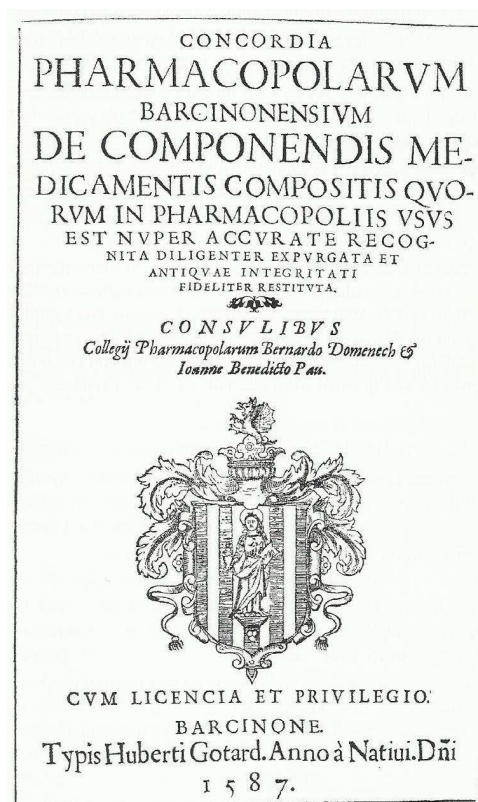 CONCORDIA
PHARMACOPOLARVM
BARCINONENSIVM
DE COMPONENDIS ME-
DICAMENTIS COMPOSITIS QVO-
RVM IN PHARMACOPOLIIS VSVS
EST NVPER ACCVRATE RECOG-
NITA DILIGENTER EXPVRGATA ET
ANTIQVAE INTEGRITATI
FIDELITER RESTITVTA.
CONSVLIBVS
Collegij Pharmacopolarum Bernardo Domenech &
Ioanne Benedicto Pau.
CVM LICENCIA ET PRIVILEGIO.
BARCINONE.
Typis Huberti Gotard. Anno à Natiui. Dñi
1587.